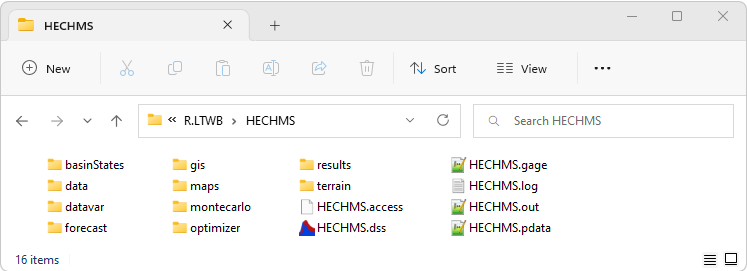 HECHMS
New Sort View
R.LTWB HECHMS Search HECHMS
basinStates gis results HECHMS.gage
data maps terrain HECHMS.log
datavar montecarlo HECHMS.access HECHMS.out
forecast optimizer HECHMS.dss HECHMS.pdata
16 items